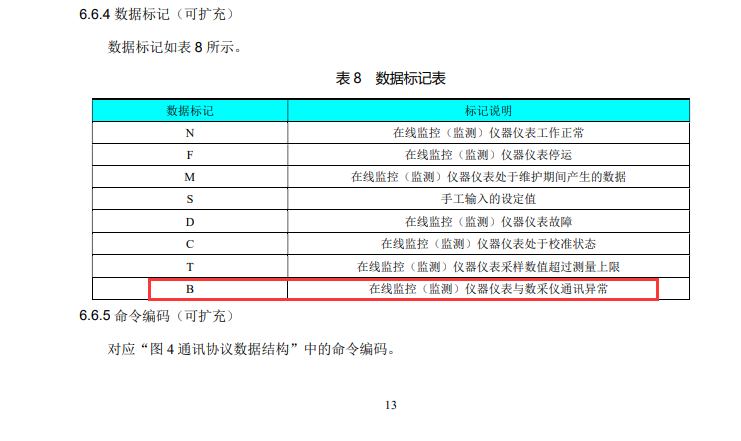 6.6.4 数据标记（可扩充）
数据标记如表 8 所示。
表 8 数据标记表
数据标记 标记说明
N 在线监控（监测）仪器仪表工作正常
F 在线监控（监测）仪器仪表停运
M 在线监控（监测）仪器仪表处于维护期间产生的数据
S 手工输入的设定值
D 在线监控（监测）仪器仪表故障
C 在线监控（监测）仪器仪表处于校准状态
T 在线监控（监测）仪器仪表采样数值超过测量上限
B 在线监控（监测）仪器仪表与数采仪通讯异常
6.6.5 命令编码（可扩充）
对应“图 4 通讯协议数据结构”中的命令编码。
13